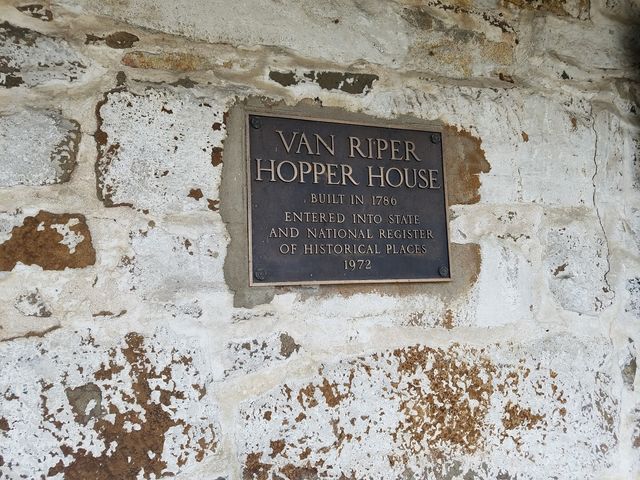 VAN RIPER
HOPPER HOUSE
BUILT IN 1786
ENTERED INTO STATE
AND NATIONAL REGISTER
OF HISTORICAL PLACES
1972